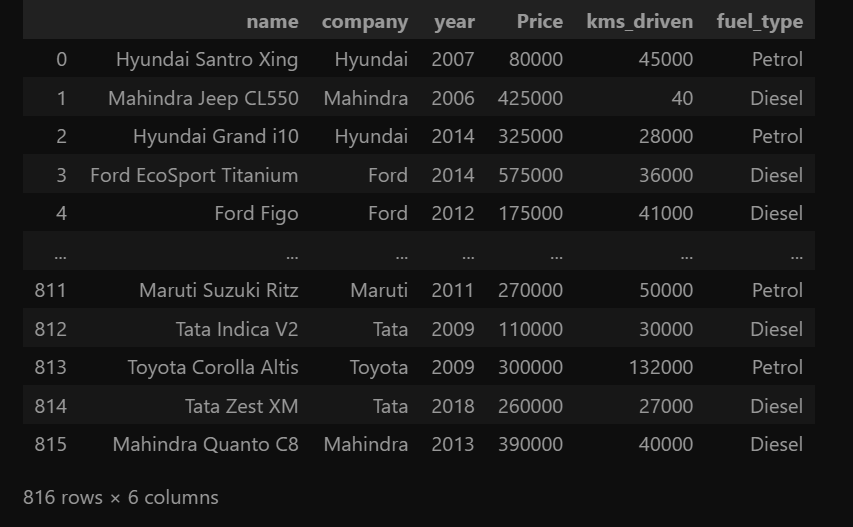 name company year Price kms_driven fuel_type
0 Hyundai Santro Xing Hyundai 2007 80000 45000 Petrol
1 Mahindra Jeep CL550 Mahindra 2006 425000 40 Diesel
2 Hyundai Grand i10 Hyundai 2014 325000 28000 Petrol
3 Ford EcoSport Titanium Ford 2014 575000 36000 Diesel
4 Ford Figo Ford 2012 175000 41000 Diesel
... ... ... ... ... ... ...
811 Maruti Suzuki Ritz Maruti 2011 270000 50000 Petrol
812 Tata Indica V2 Tata 2009 110000 30000 Diesel
813 Toyota Corolla Altis Toyota 2009 300000 132000 Petrol
814 Tata Zest XM Tata 2018 260000 27000 Diesel
815 Mahindra Quanto C8 Mahindra 2013 390000 40000 Diesel
816 rows × 6 columns